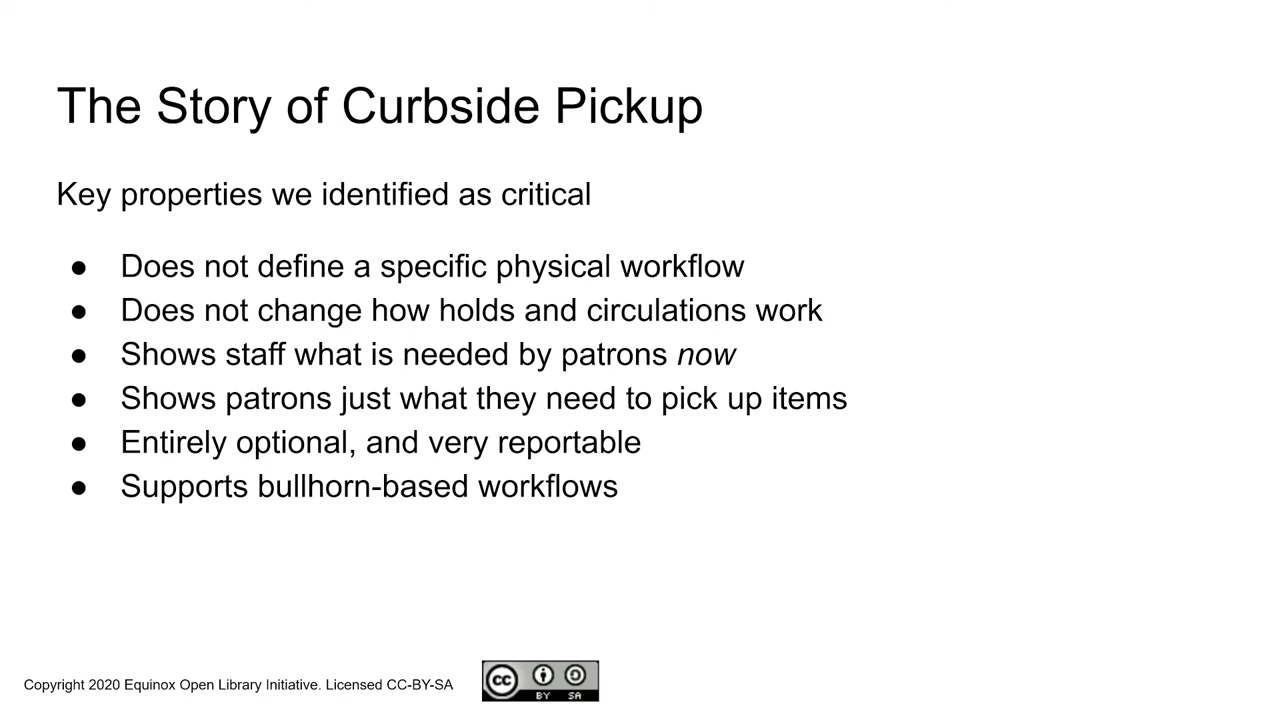 The Story of Curbside Pickup
Key properties we identified as critical
● Does not define a specific physical workflow
● Does not change how holds and circulations work
● Shows staff what is needed by patrons now
● Shows patrons just what they need to pick up items
● Entirely optional, and very reportable
● Supports bullhorn-based workflows
Copyright 2020 Equinox Open Library Initiative. Licensed CC-BY-SA
cc BY SA